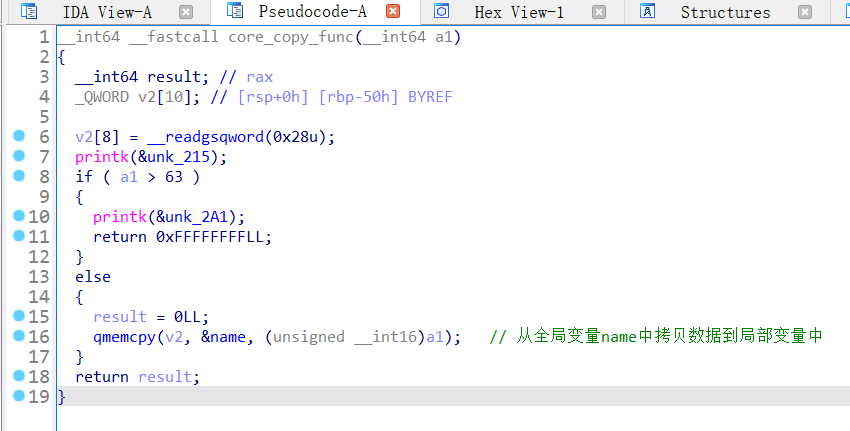 IDA View-A Pseudocode-A Hex View-1 Structures
1 __int64 __fastcall core_copy_func(__int64 a1)
2 {
3 __int64 result; // rax
4 _QWORD v2[10]; // [rsp+0h] [rbp-50h] BYREF
5
6 v2[8] = __readgsqword(0x28u);
7 printk(&unk_215);
8 if ( a1 > 63 )
9 {
10 printk(&unk_2A1);
11 return 0xFFFFFFFFLL;
12 }
13 else
14 {
15 result = 0LL;
16 qmemcpy(v2, &name, (unsigned __int16)a1); // 从全局变量name中拷贝数据到局部变量中
17 }
18 return result;
19 }